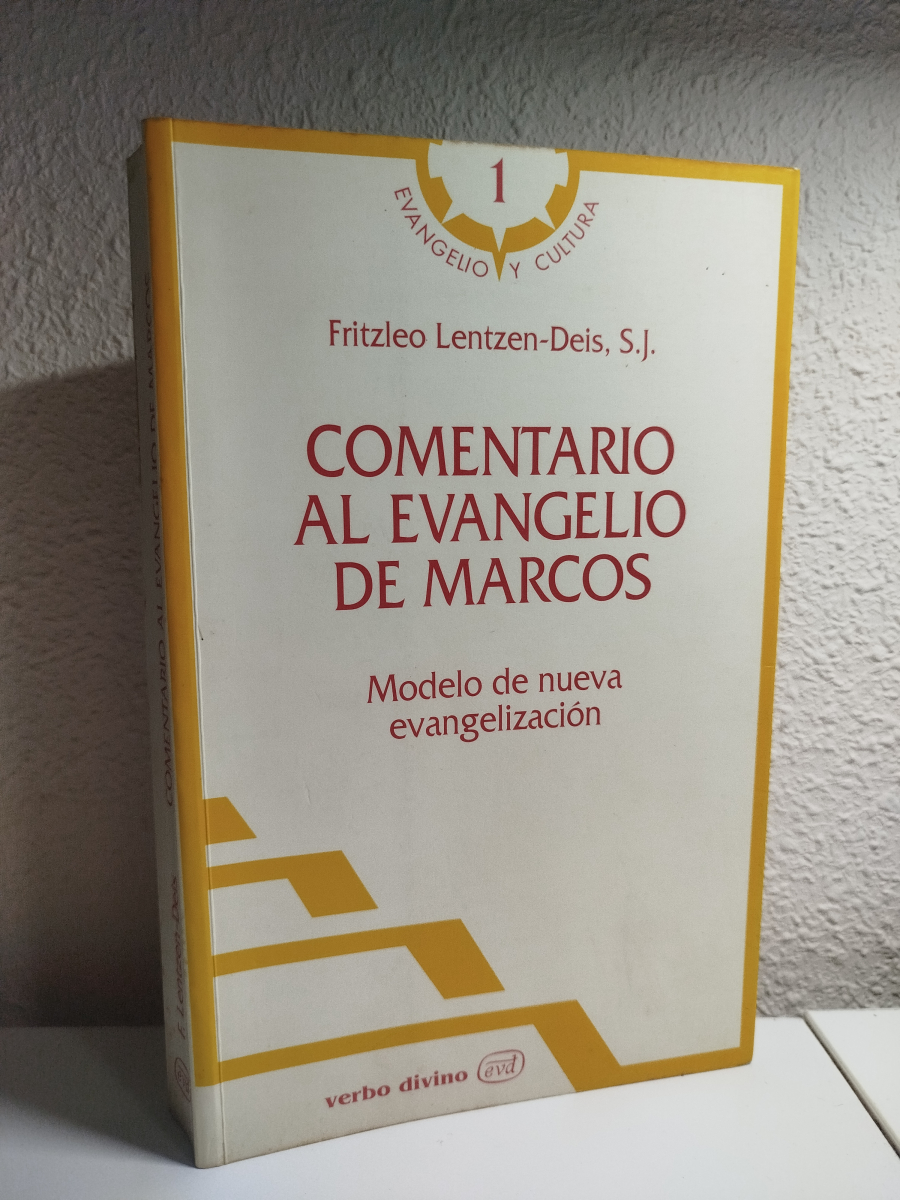 1
EVANGELIO Y CULTURA
Fritzleo Lentzen-Deis, S.J.
COMENTARIO
AL EVANGELIO
DE MARCOS
Modelo de nueva
evangelización
verbo divino evd
COMENTARIO AL EVANGELIO DE MARCOS
F. Lentzen-Deis
evd